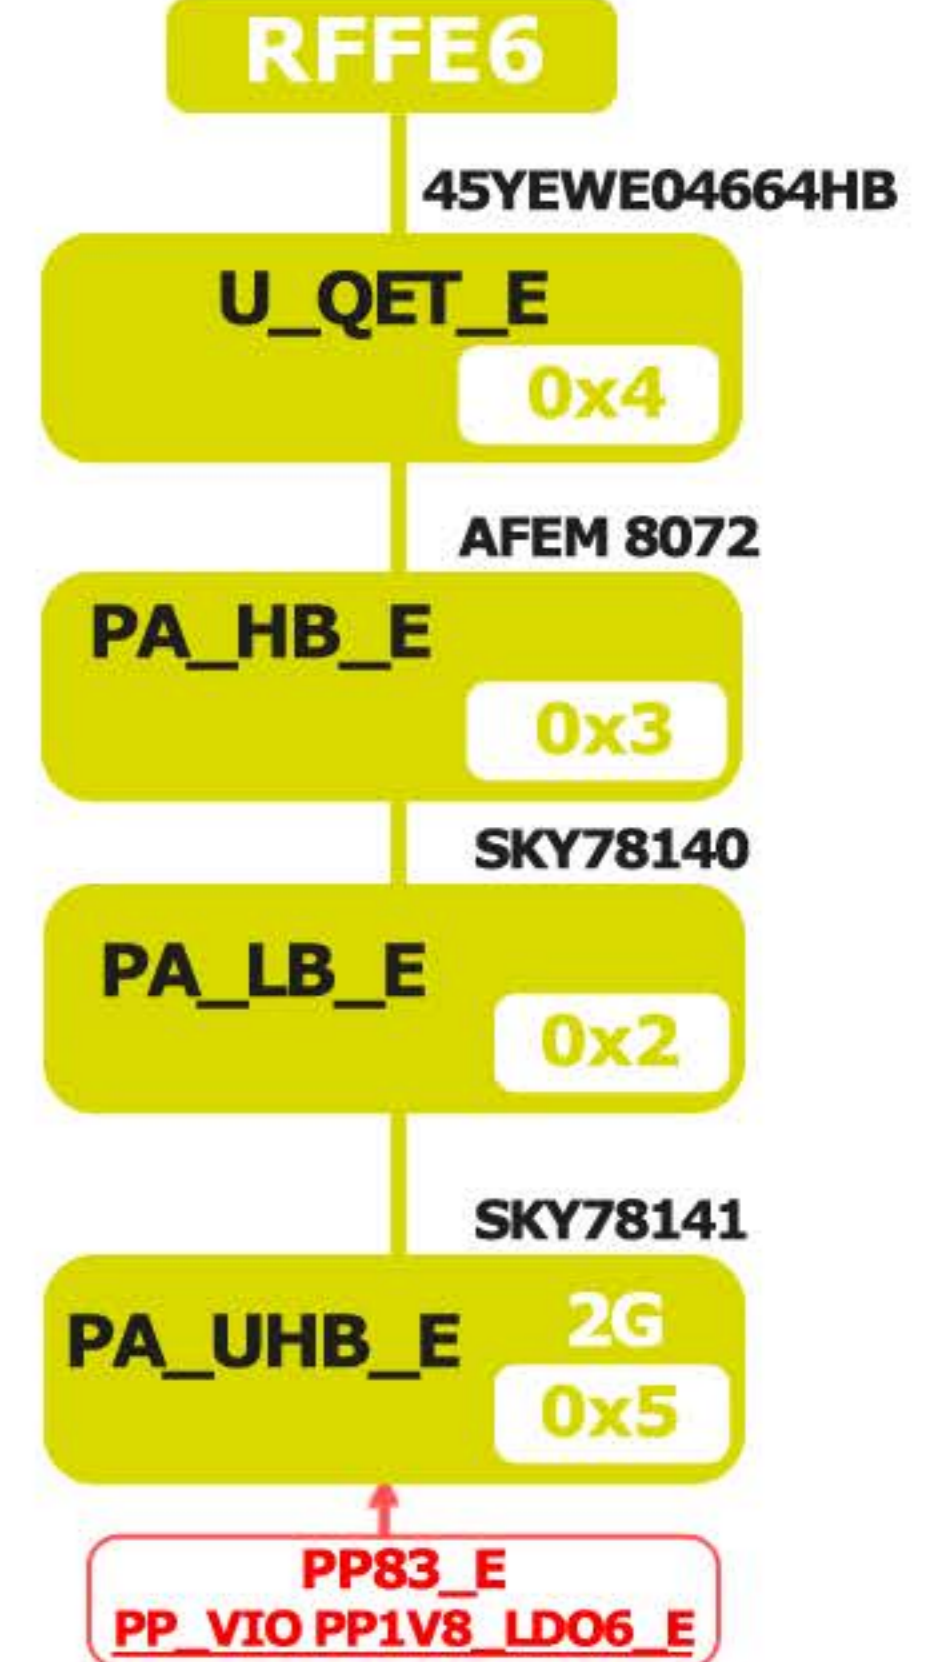 RFFE6
45YEWE04664HB
U_QET_E
0x4
AFEM 8072
PA_HB_E
0x3
SKY78140
PA_LB_E
0x2
SKY78141
PA_UHB_E 2G
0x5
PP83_E
PP_VIO PP1V8_LDO6_E